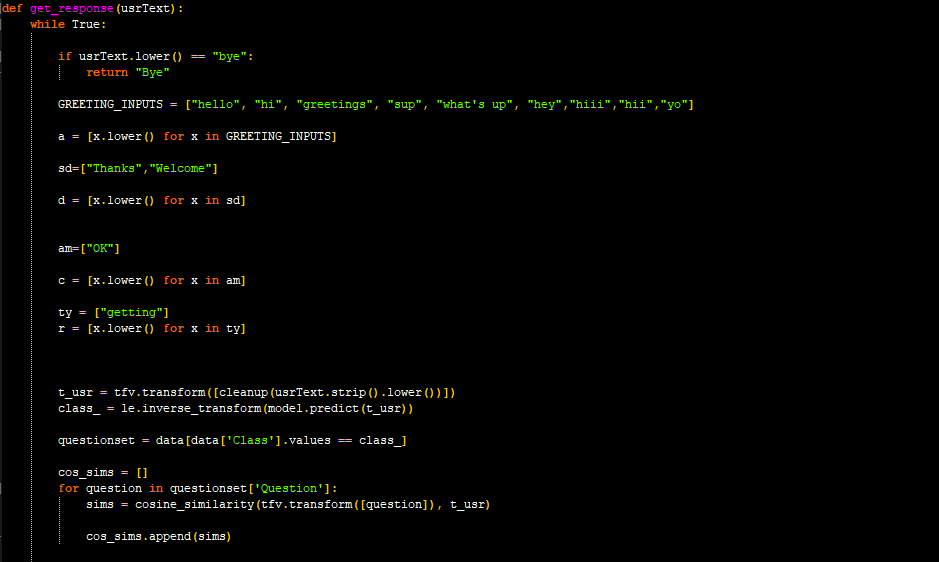 def get_response(usrText):
    while True:
        if usrText.lower() == "bye":
            return "Bye"
        GREETING_INPUTS = ["hello", "hi", "greetings", "sup", "what's up", "hey","hiii","hii","yo"]
        a = [x.lower() for x in GREETING_INPUTS]
        sd=["Thanks","Welcome"]
        d = [x.lower() for x in sd]
        am=["OK"]
        c = [x.lower() for x in am]
        ty = ["getting"]
        r = [x.lower() for x in ty]
        t_usr = tfv.transform([cleanup(usrText.strip().lower())])
        class_ = le.inverse_transform(model.predict(t_usr))
        questionset = data[data['Class'].values == class_]
        cos_sims = []
        for question in questionset['Question']:
            sims = cosine_similarity(tfv.transform([question]), t_usr)
            cos_sims.append(sims)